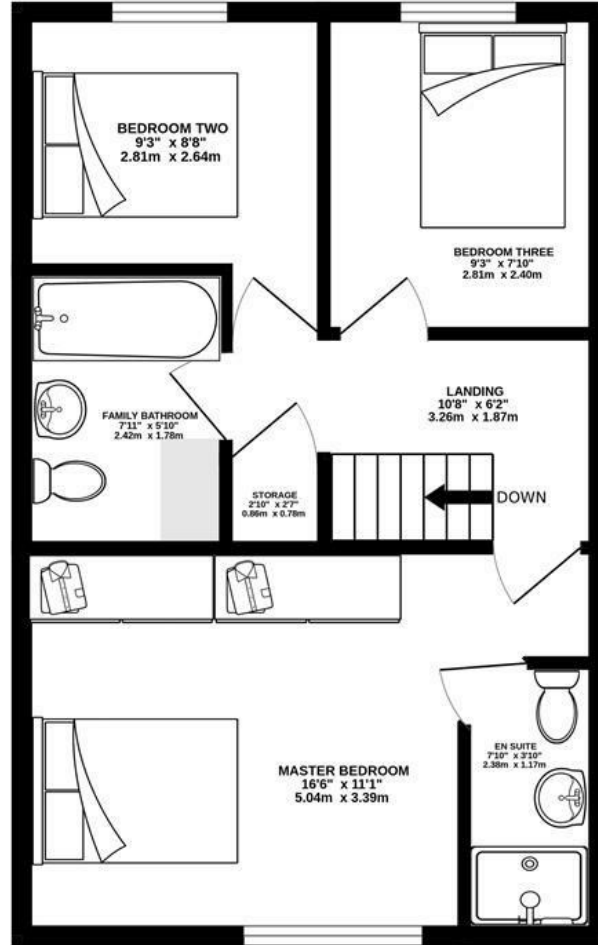 BEDROOM TWO
9'3" x 8'8"
2.81m x 2.64m
BEDROOM THREE
9'3" x 7'10"
2.81m x 2.40m
FAMILY BATHROOM
7'11" x 5'10"
2.42m x 1.78m
LANDING
10'8" x 6'2"
3.26m x 1.87m
STORAGE
2'10" x 2'7"
0.86m x 0.78m
DOWN
MASTER BEDROOM
16'6" x 11'1"
5.04m x 3.39m
EN SUITE
7'10" x 3'10"
2.38m x 1.17m